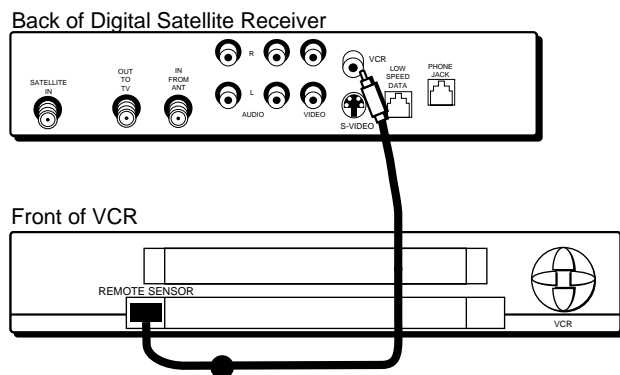 Back of Digital Satellite Receiver
SATELLITE
IN
OUT
TO
TV
IN
FROM
ANT
R
L
AUDIO
VIDEO
VCR
S-VIDEO
LOW
SPEED
DATA
PHONE
JACK
Front of VCR
REMOTE SENSOR
VCR